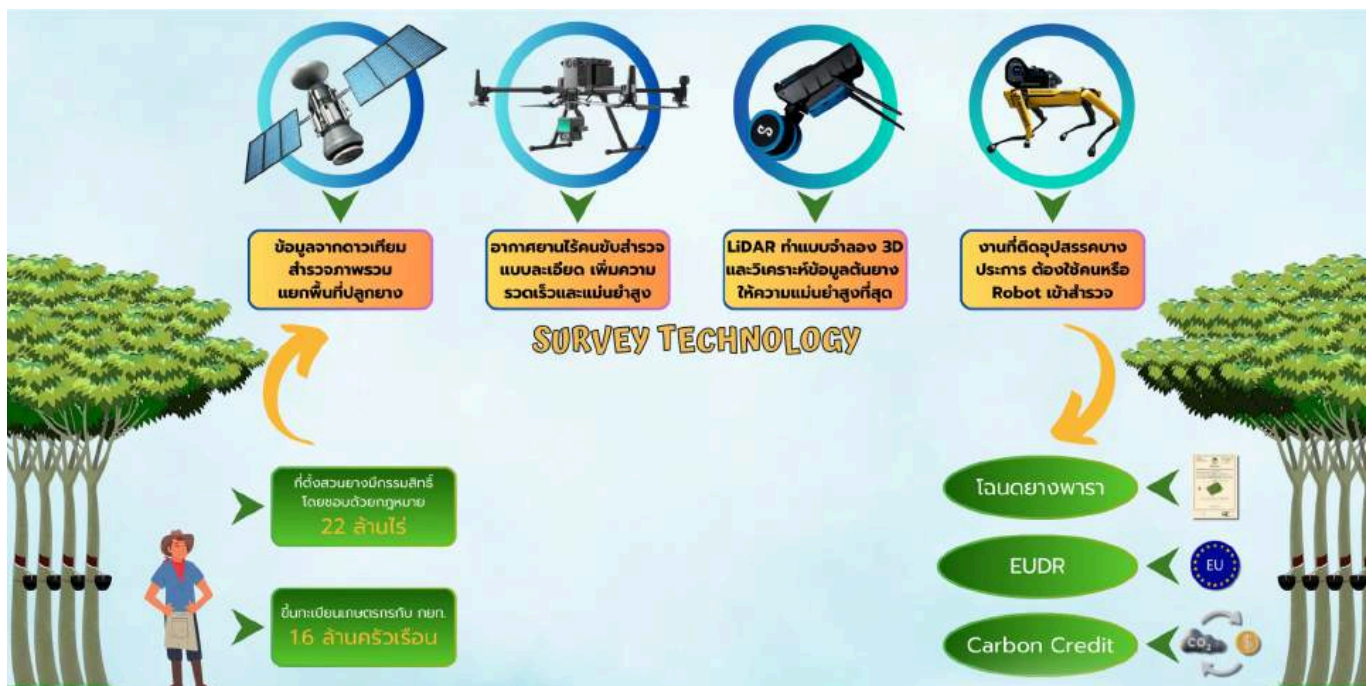 ข้อมูลจากดาวเทียม
สำรวจภาพรวม
แยกพื้นที่ปลูกยาง
อากาศยานไร้คนขับสำรวจ
แบบละเอียด เพิ่มความ
รวดเร็วและแม่นยำสูง
LiDAR ทำแบบจำลอง 3D
และวิเคราะห์ข้อมูลต้นยาง
ให้ความแม่นยำสูงที่สุด
งานที่ติดอุปสรรคบาง
ประการ ต้องใช้คนหรือ
Robot เข้าสำรวจ
SURVEY TECHNOLOGY
ที่ตั้งสวนยางมีกรรมสิทธิ์
โดยชอบด้วยกฎหมาย
22 ล้านไร่
ขึ้นทะเบียนเกษตรกรกับ กยท.
16 ล้านครัวเรือน
โฉนดยางพารา
EUDR
EU
Carbon Credit
CO2
$